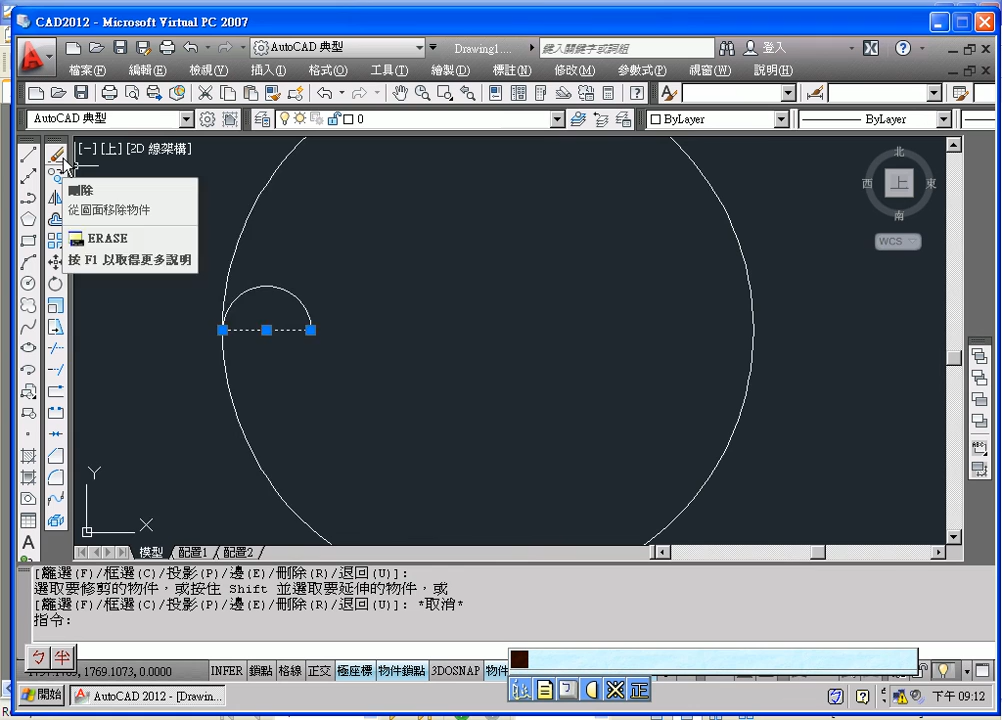 CAD2012 - Microsoft Virtual PC 2007
AutoCAD 典型
Drawing1....
鍵入關鍵字或詞組
登入
檔案(F) 編輯(E) 檢視(V) 插入(I) 格式(O) 工具(T) 繪製(D) 標註(N) 修改(M) 參數式(P) 視窗(W) 說明(H)
AutoCAD 典型
0
ByLayer
ByLayer
[−] [上] [2D 線架構]
刪除
從圖面移除物件
ERASE
按 F1 以取得更多說明
北
西 上 東
南
WCS
Y
X
A
模型 配置1 配置2
[籬選(F)/框選(C)/投影(P)/邊(E)/刪除(R)/退回(U)]:
選取要修剪的物件，或按住 Shift 並選取要延伸的物件，或
[籬選(F)/框選(C)/投影(P)/邊(E)/刪除(R)/退回(U)]: *取消*
指令:
ㄅ 半
1769.1073, 0.0000
INFER 鎖點 格線 正交 極座標 物件鎖點 3DOSNAP 物件
正
開始
AutoCAD 2012 - [Drawin...
下午 09:12